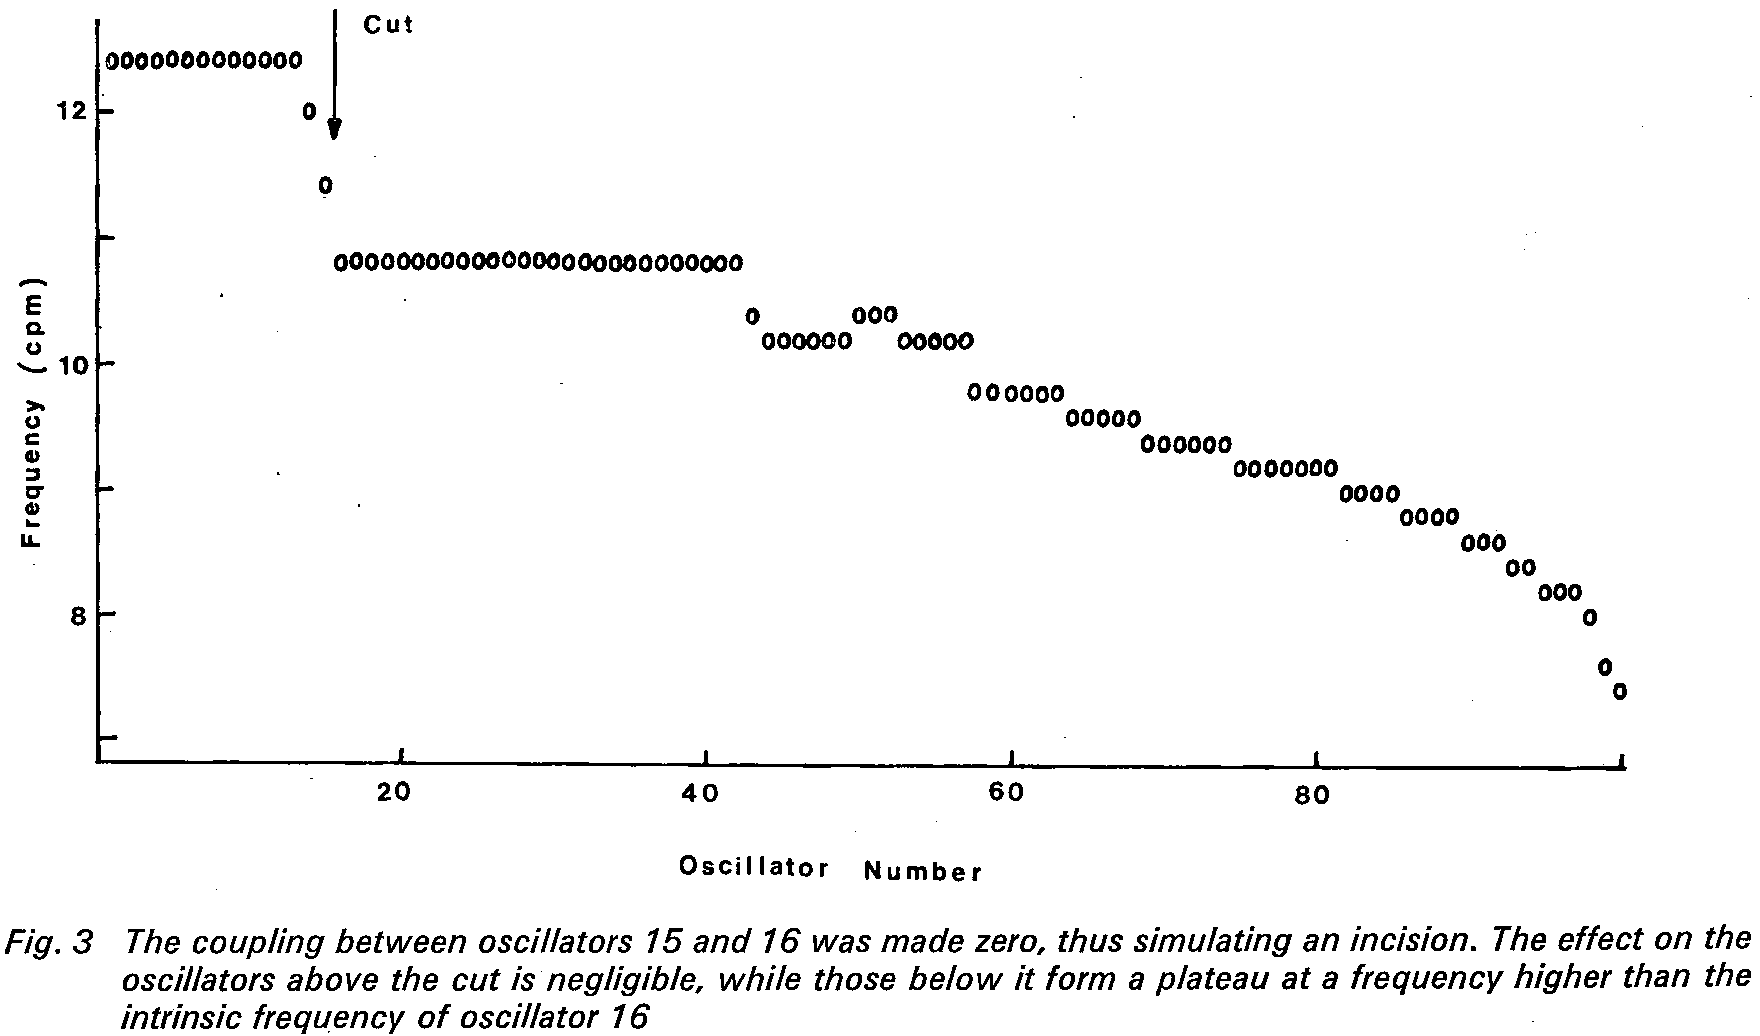 Cut
12
10
8
Frequency (cpm)
20 40 60 80
Oscillator Number
Fig. 3 The coupling between oscillators 15 and 16 was made zero, thus simulating an incision. The effect on the
oscillators above the cut is negligible, while those below it form a plateau at a frequency higher than the
intrinsic frequency of oscillator 16